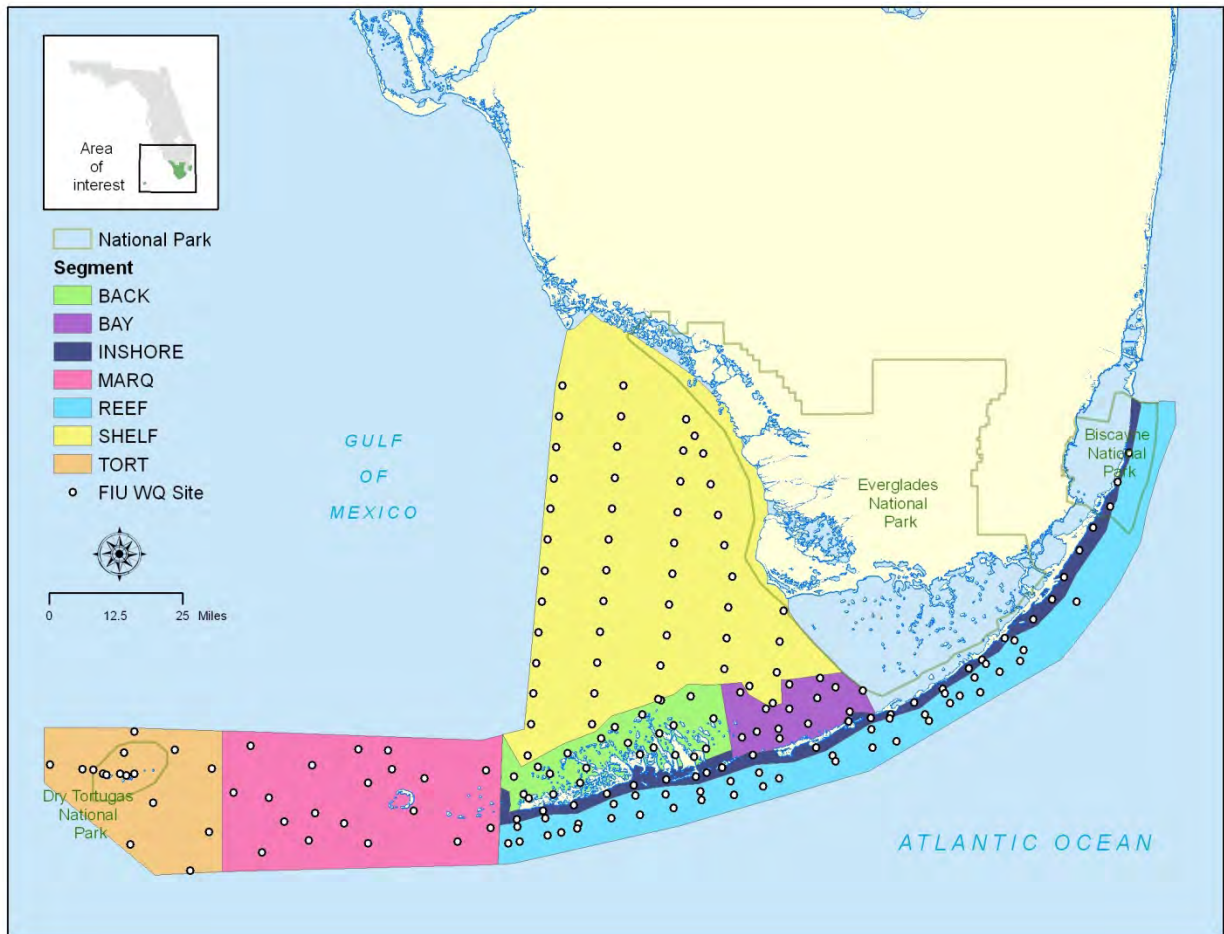 Area
of
interest
National Park
Segment
BACK
BAY
INSHORE
MARQ
REEF
SHELF
TORT
FIU WQ Site
0 12.5 25 Miles
GULF
OF
MEXICO
Biscayne
National
Park
Everglades
National
Park
Dry Tortugas
National
Park
ATLANTIC OCEAN